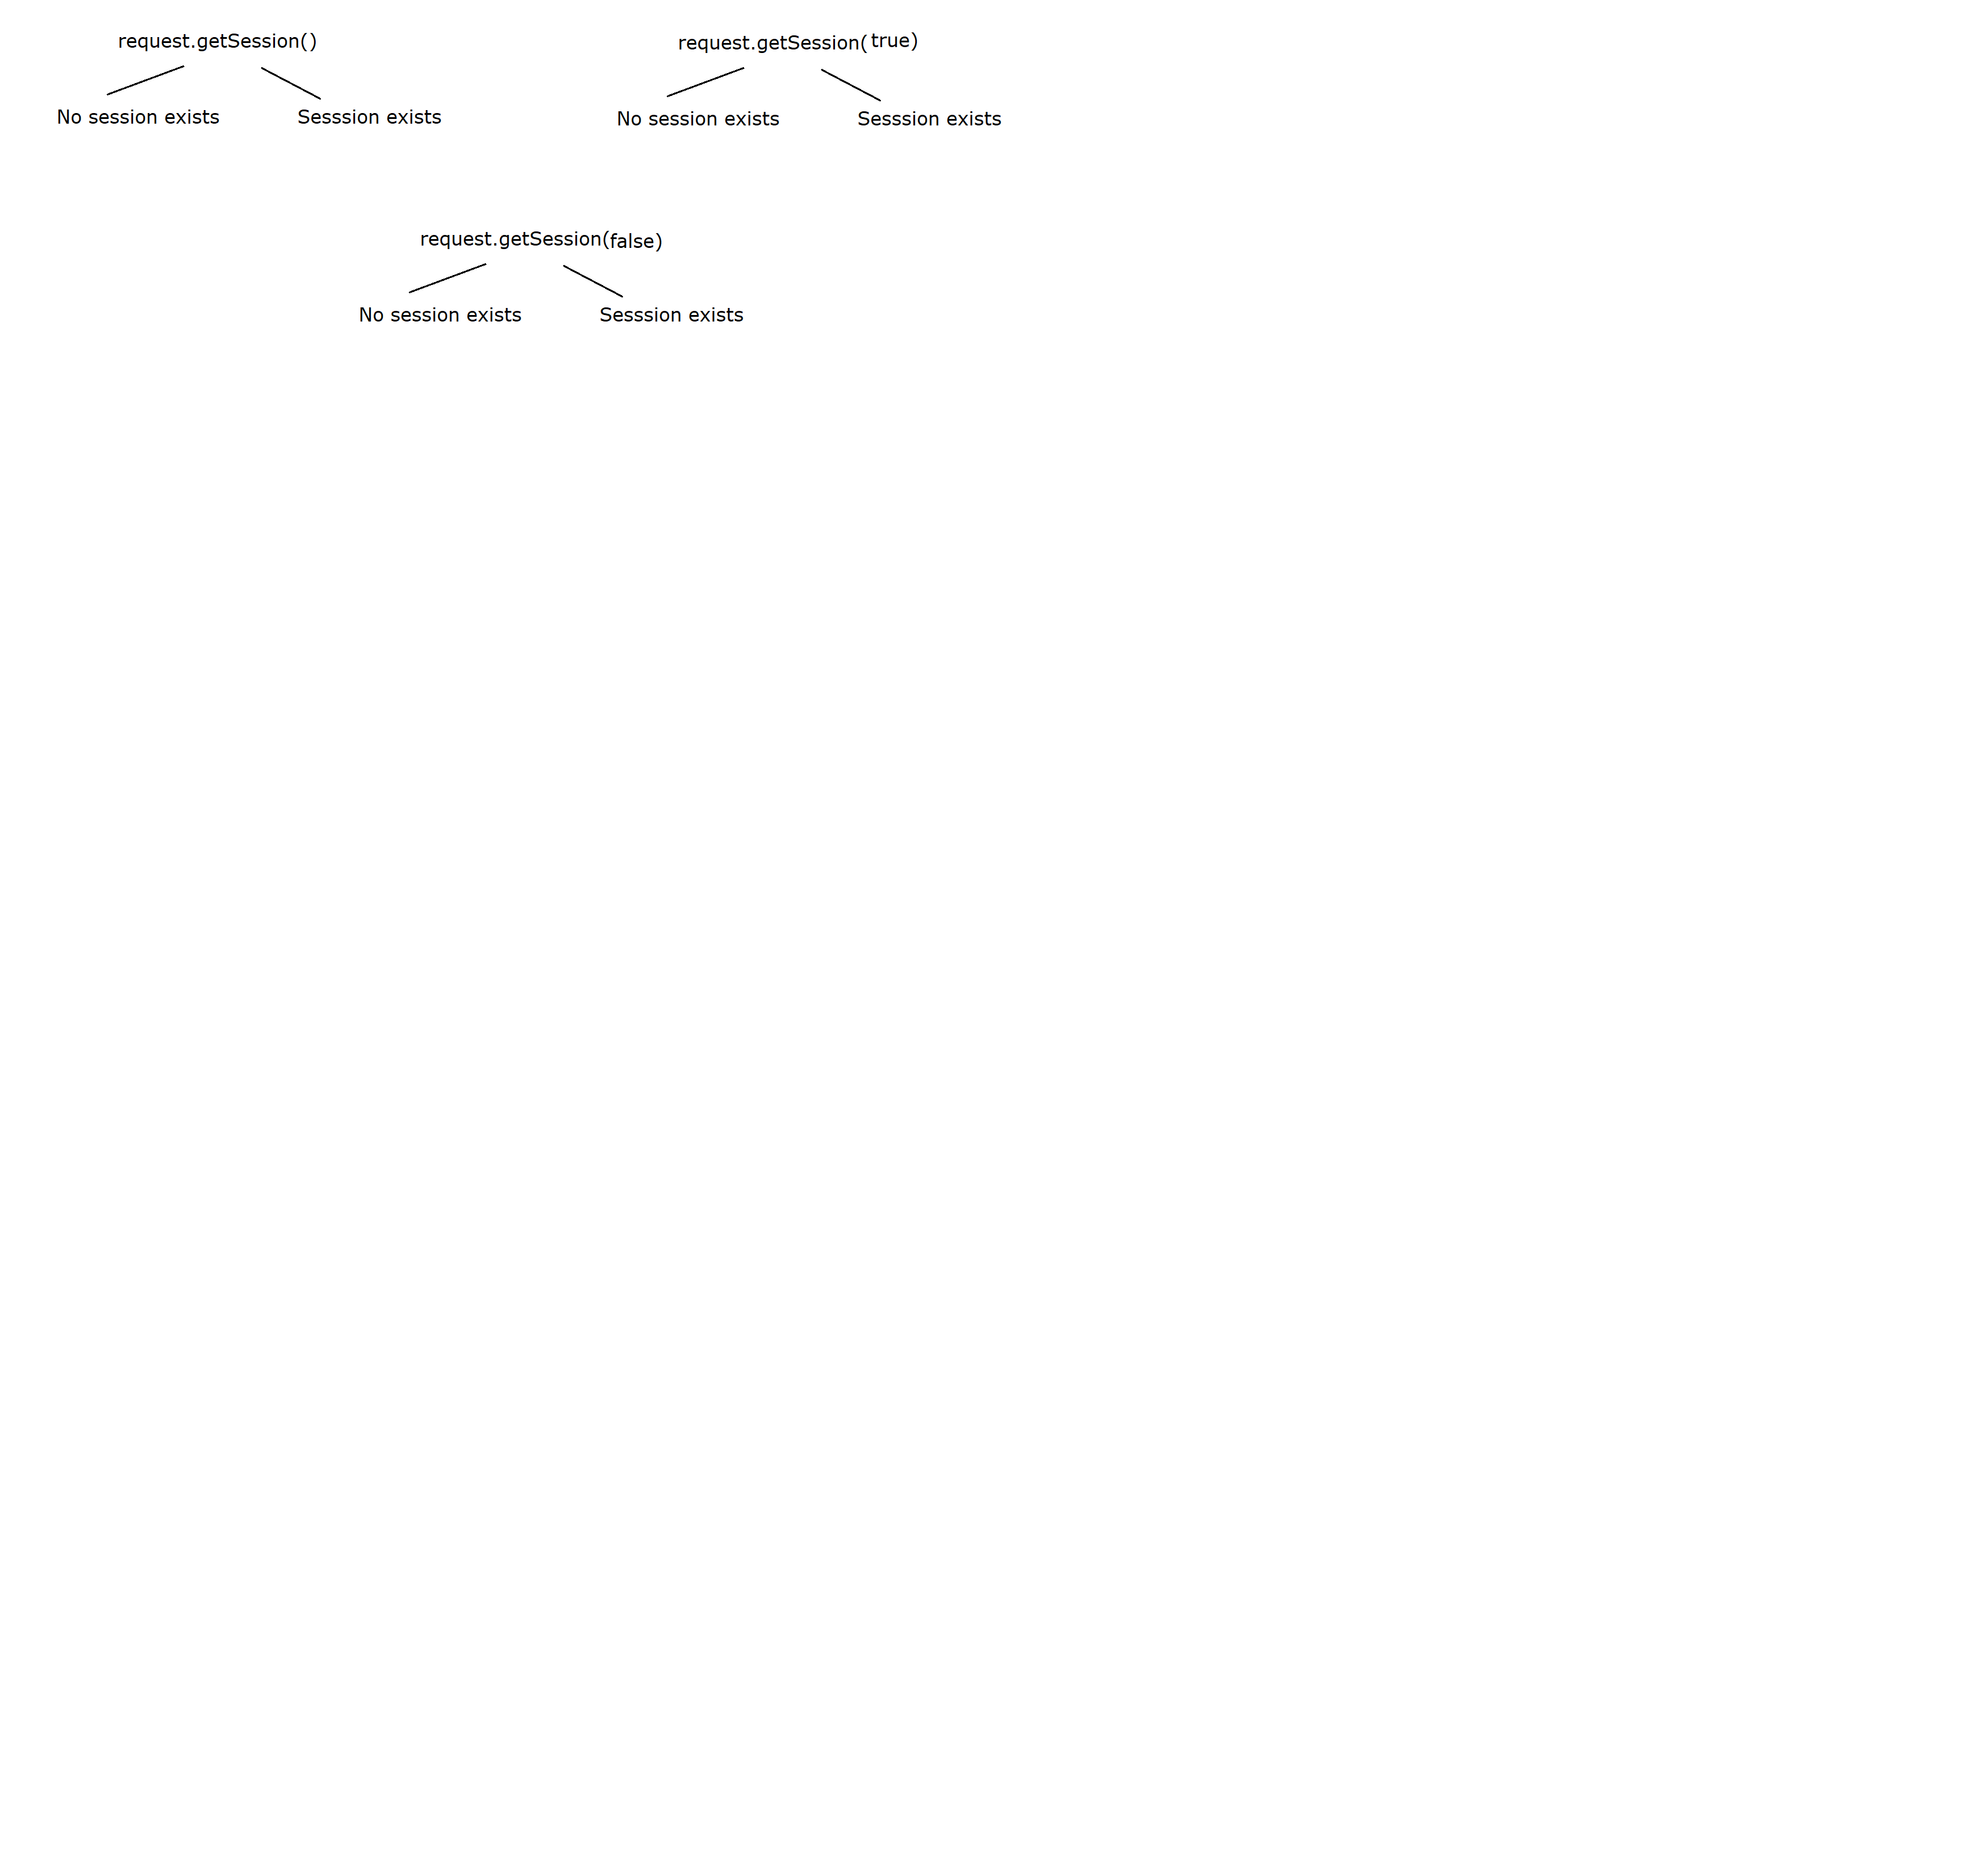 request.getSession()
No session exists
Sesssion exists
request.getSession( true)
No session exists
Sesssion exists
request.getSession(false)
No session exists
Sesssion exists